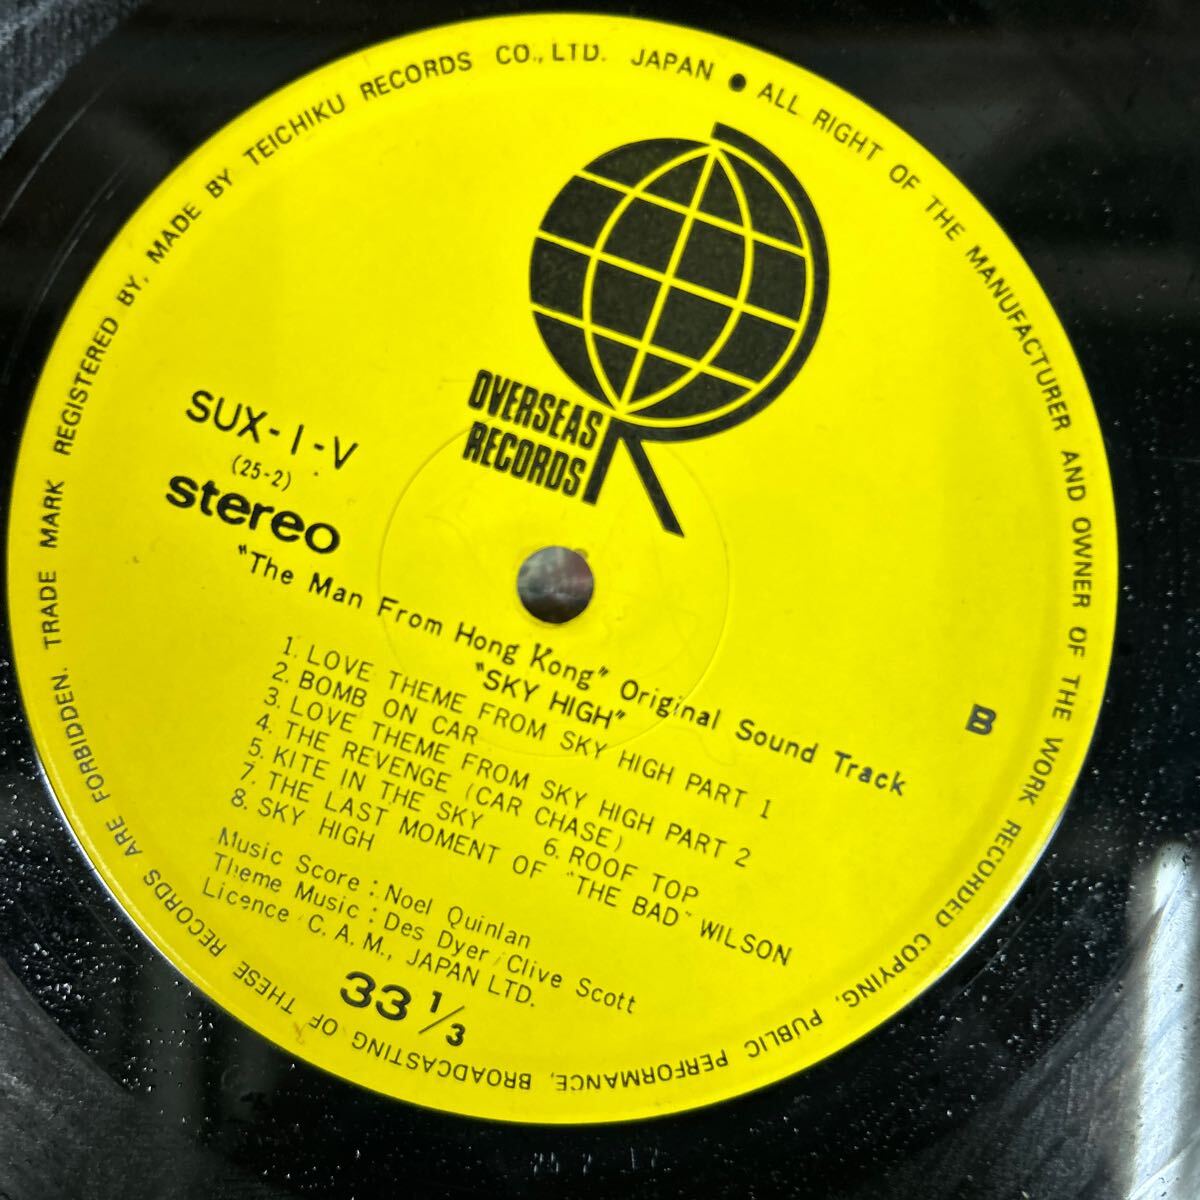 TRADE MARK REGISTERED BY. MADE BY TEICHIKU RECORDS CO., LTD. JAPAN ● ALL RIGHT OF THE MANUFACTURER AND OWNER OF THE WORK RECORDED COPYING, PUBLIC PERFORMANCE, BROADCASTING OF THESE RECORDS ARE FORBIDDEN.
OVERSEAS
RECORDS
SUX-1-V
(25-2)
stereo
B
"The Man From Hong Kong" Original Sound Track
"SKY HIGH"
1. LOVE THEME FROM SKY HIGH PART 1
2. BOMB ON CAR
3. LOVE THEME FROM SKY HIGH PART 2
4. THE REVENGE (CAR CHASE)
5. KITE IN THE SKY 6. ROOF TOP
7. THE LAST MOMENT OF "THE BAD" WILSON
8. SKY HIGH
Music Score : Noel Quinlan
Theme Music : Des Dyer/Clive Scott
Licence/C. A. M., JAPAN LTD.
33 1/3